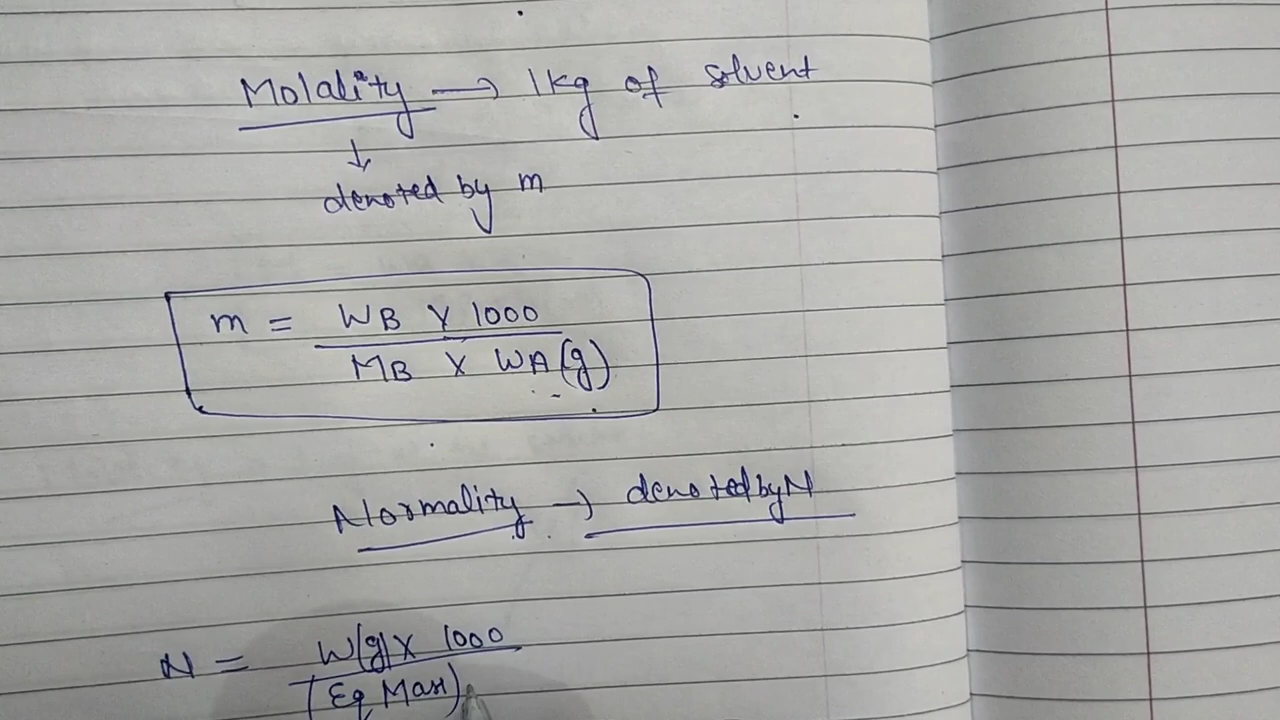 Molality → 1kg of solvent
↓
denoted by m
m = WB × 1000
MB × WA(g)
Normality → denoted by N
N = W(g) × 1000
(Eq Mass)